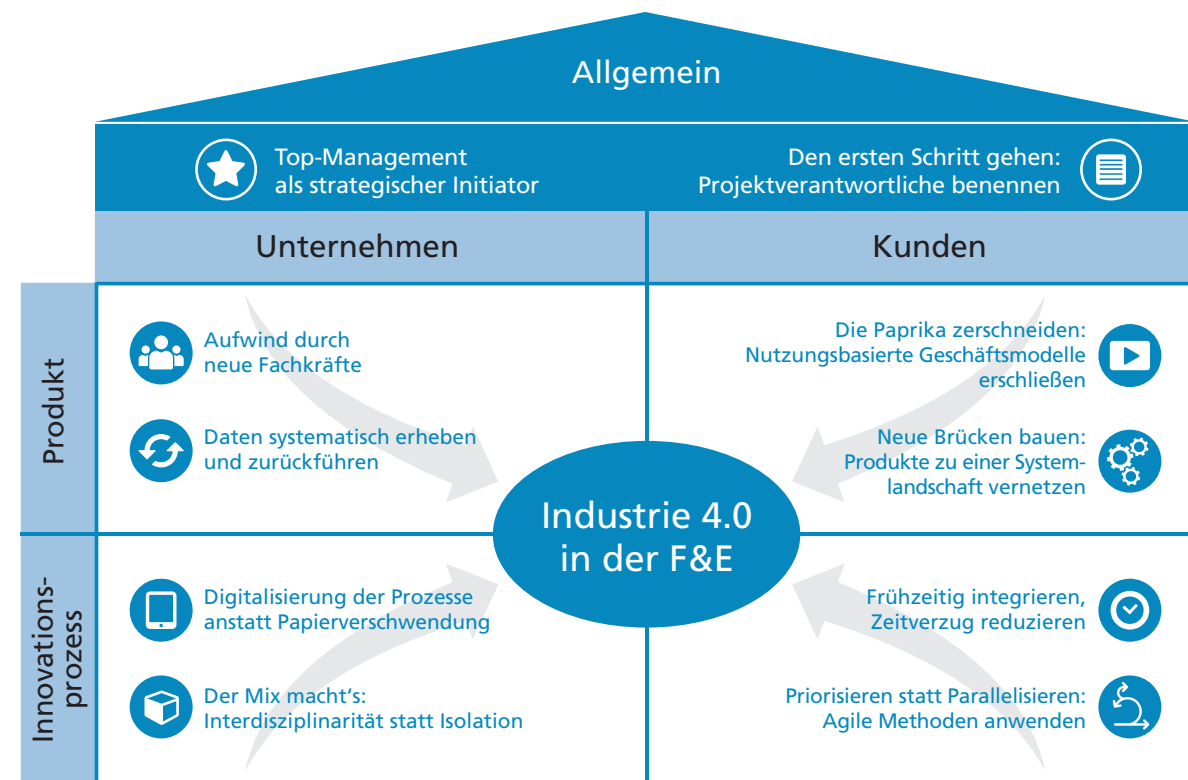 Allgemein
Top-Management
als strategischer Initiator
Den ersten Schritt gehen:
Projektverantwortliche benennen
Unternehmen
Kunden
Produkt
Aufwind durch
neue Fachkräfte
Daten systematisch erheben
und zurückführen
Die Paprika zerschneiden:
Nutzungsbasierte Geschäftsmodelle
erschließen
Neue Brücken bauen:
Produkte zu einer System-
landschaft vernetzen
Industrie 4.0
in der F&E
Innovations-
prozess
Digitalisierung der Prozesse
anstatt Papierverschwendung
Der Mix macht's:
Interdisziplinarität statt Isolation
Frühzeitig integrieren,
Zeitverzug reduzieren
Priorisieren statt Parallelisieren:
Agile Methoden anwenden